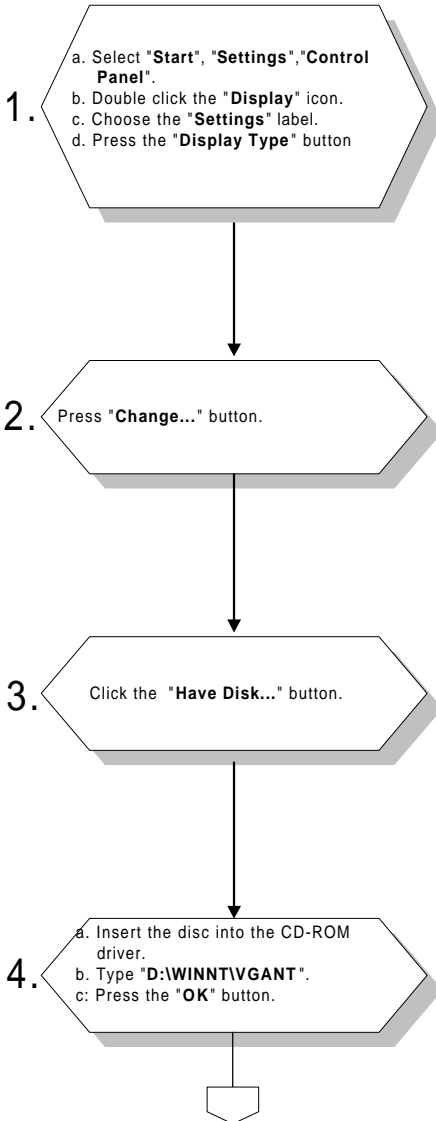 1.
a. Select "Start", "Settings","Control
Panel".
b. Double click the "Display" icon.
c. Choose the "Settings" label.
d. Press the "Display Type" button
2.
Press "Change..." button.
3.
Click the "Have Disk..." button.
4.
a. Insert the disc into the CD-ROM
driver.
b. Type "D:\WINNT\VGANT".
c: Press the "OK" button.